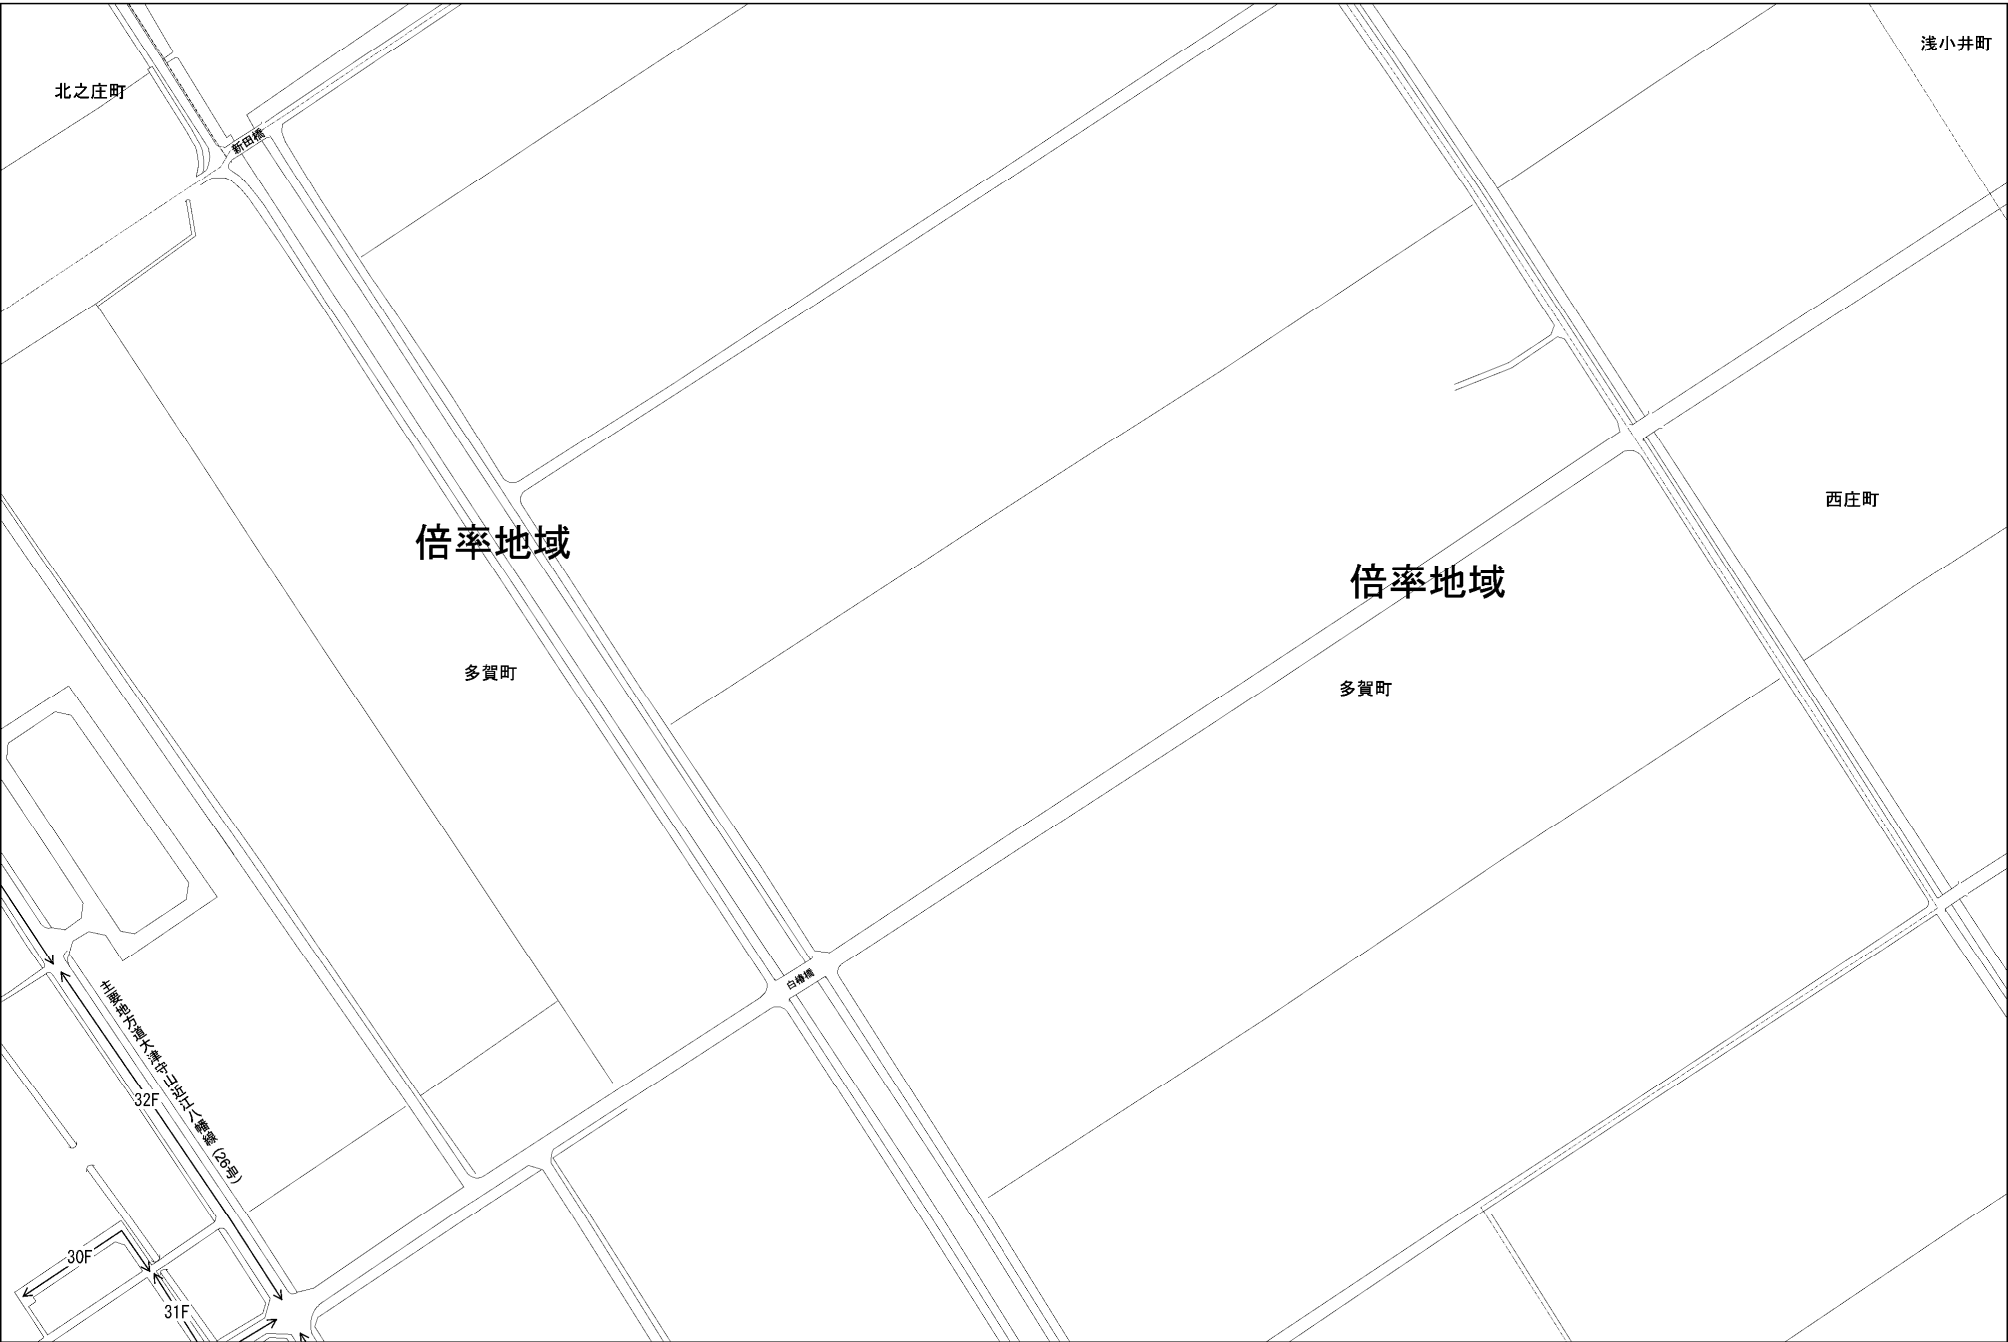 浅小井町
北之庄町
新田橋
西庄町
倍率地域
倍率地域
多賀町
多賀町
白椿橋
主要地方道大津守山近江八幡線(26号)
32F
30F
31F